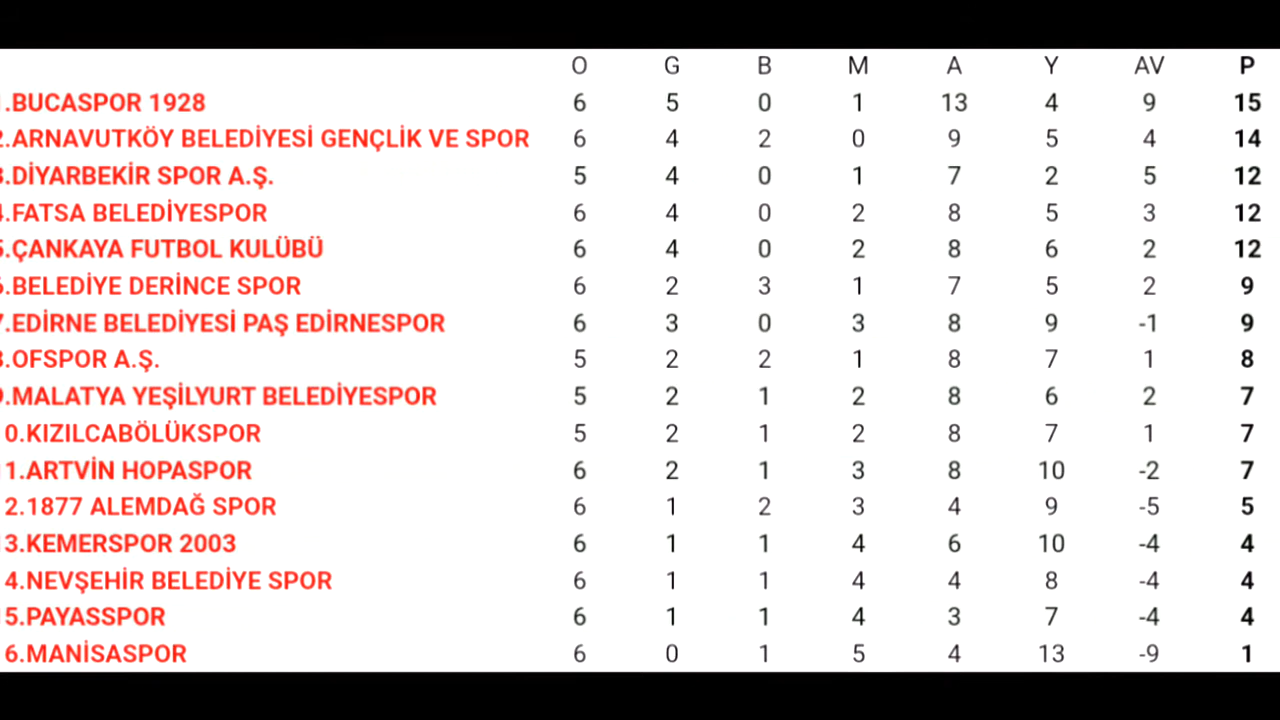 O G B M A Y AV P
.BUCASPOR 1928 6 5 0 1 13 4 9 15
2.ARNAVUTKÖY BELEDİYESİ GENÇLİK VE SPOR 6 4 2 0 9 5 4 14
3.DİYARBEKİR SPOR A.Ş. 5 4 0 1 7 2 5 12
4.FATSA BELEDİYESPOR 6 4 0 2 8 5 3 12
5.ÇANKAYA FUTBOL KULÜBÜ 6 4 0 2 8 6 2 12
6.BELEDİYE DERİNCE SPOR 6 2 3 1 7 5 2 9
7.EDİRNE BELEDİYESİ PAŞ EDİRNESPOR 6 3 0 3 8 9 -1 9
8.OFSPOR A.Ş. 5 2 2 1 8 7 1 8
9.MALATYA YEŞİLYURT BELEDİYESPOR 5 2 1 2 8 6 2 7
0.KIZILCABÖLÜKSPOR 5 2 1 2 8 7 1 7
1.ARTVİN HOPASPOR 6 2 1 3 8 10 -2 7
2.1877 ALEMDAĞ SPOR 6 1 2 3 4 9 -5 5
3.KEMERSPOR 2003 6 1 1 4 6 10 -4 4
4.NEVŞEHİR BELEDİYE SPOR 6 1 1 4 4 8 -4 4
5.PAYASSPOR 6 1 1 4 3 7 -4 4
6.MANİSASPOR 6 0 1 5 4 13 -9 1